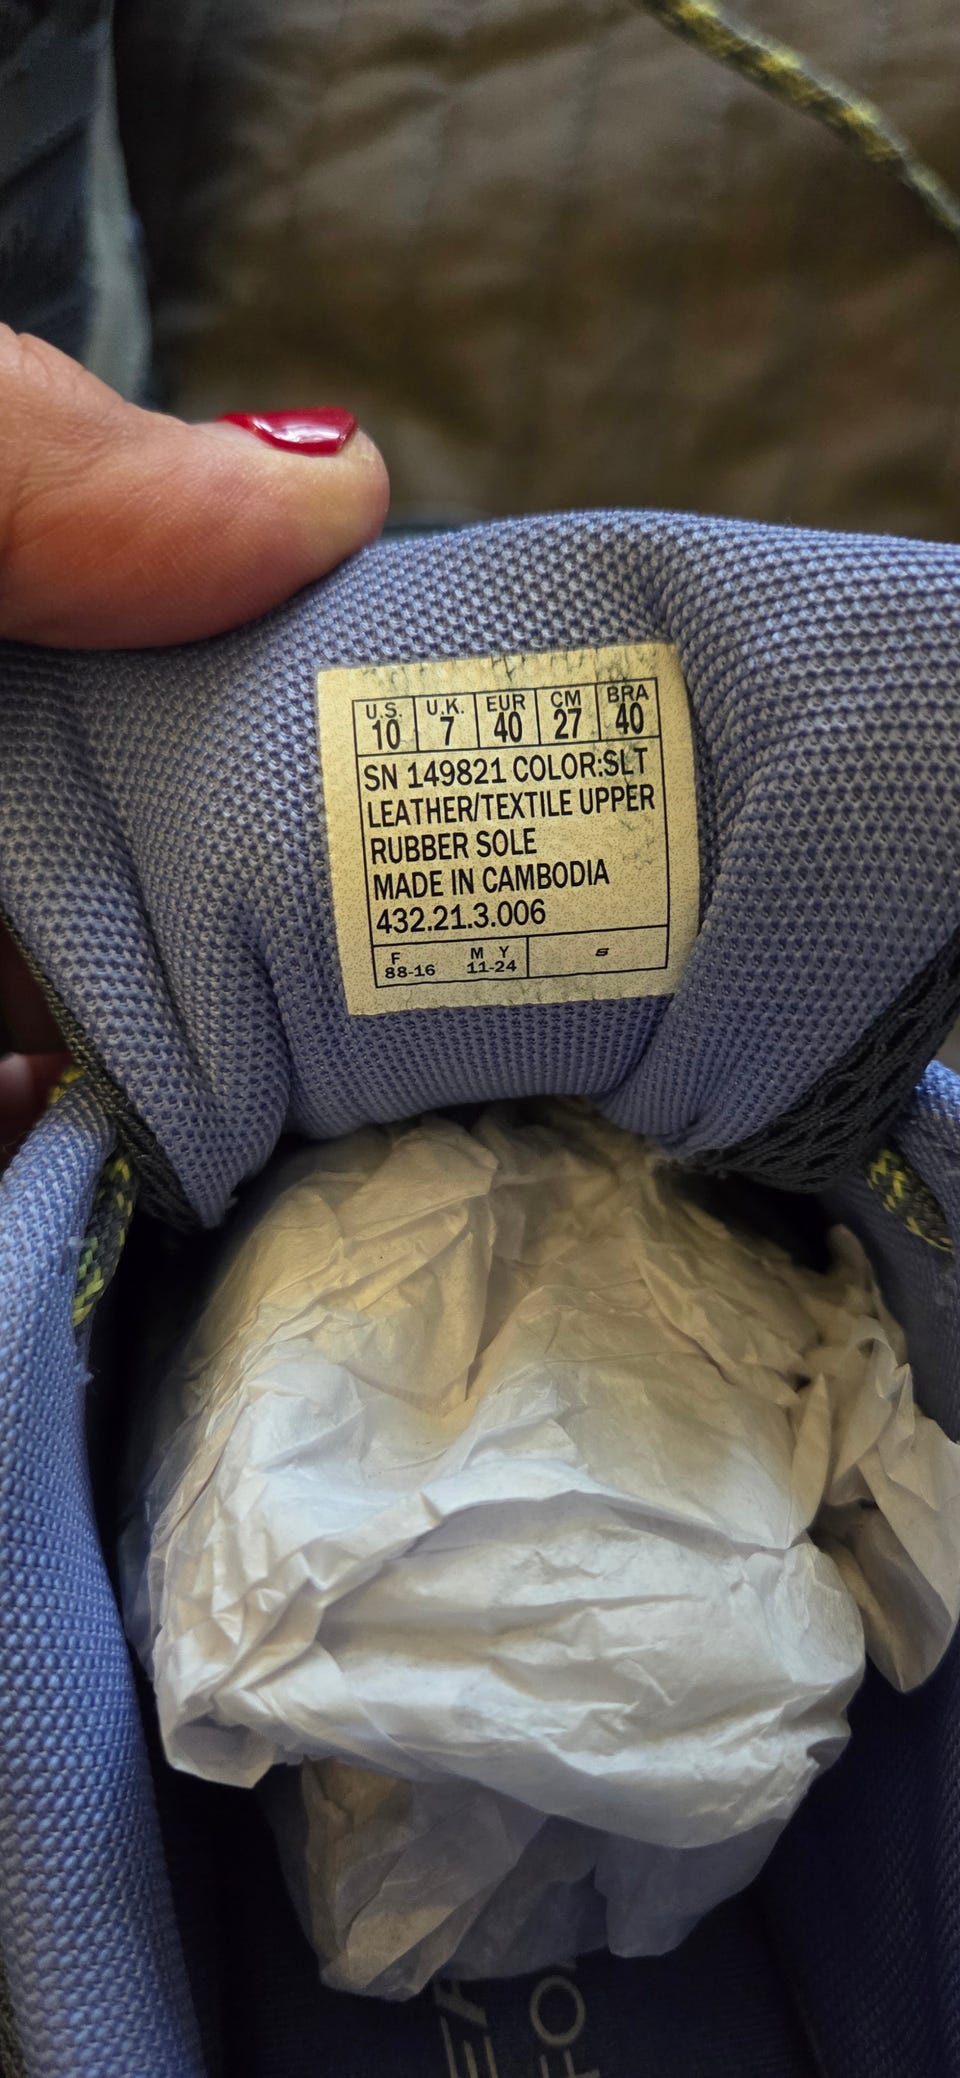 U.S. U.K. EUR CM BRA
10 7 40 27 40
SN 149821 COLOR:SLT
LEATHER/TEXTILE UPPER
RUBBER SOLE
MADE IN CAMBODIA
432.21.3.006
F M Y S
88-16 11-24